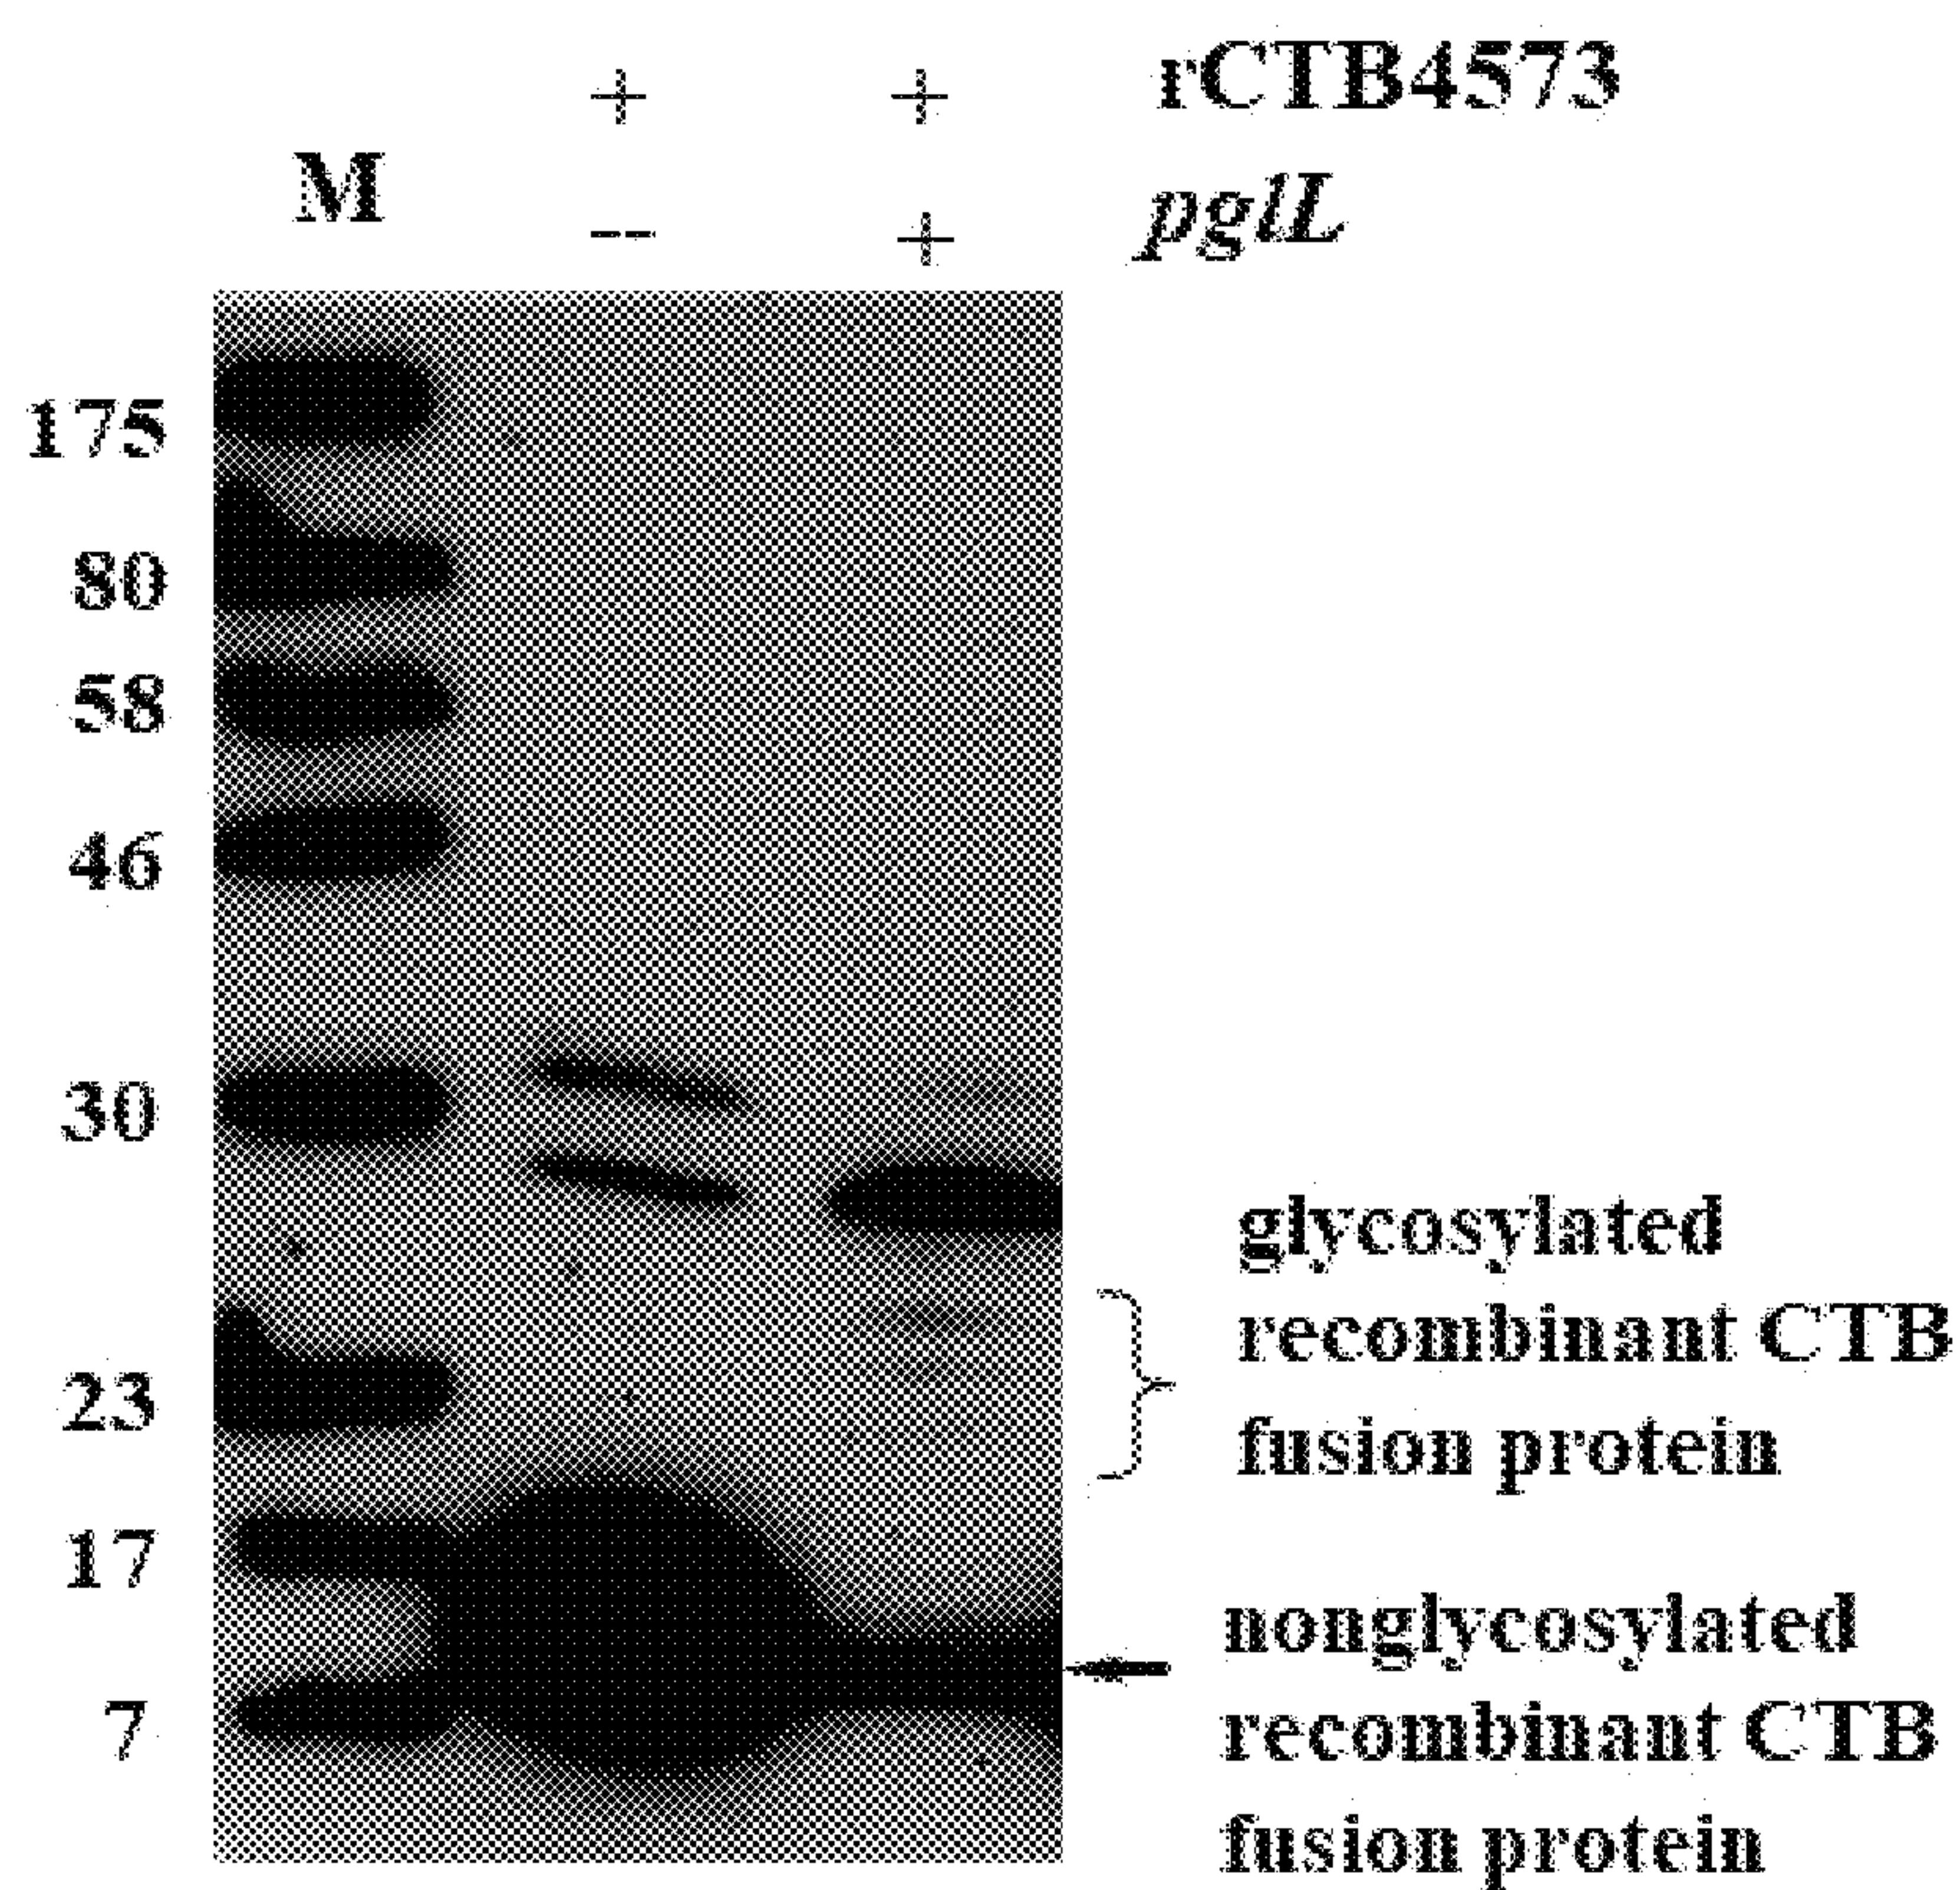 + + rCTB4573
M -- + pglL
175
80
58
46
30
23
17
7
glycosylated
recombinant CTB
fusion protein
nonglycosylated
recombinant CTB
fusion protein